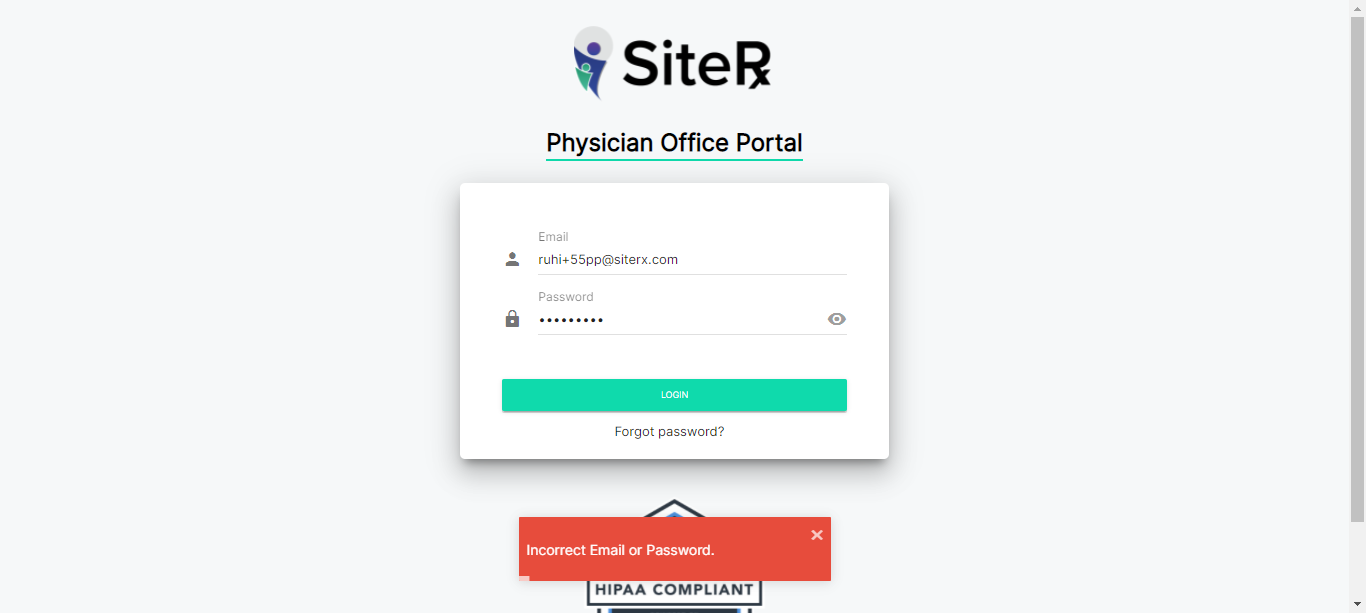 SiteRx
Physician Office Portal
Email
ruhi+55pp@siterx.com
Password
•••••••••
LOGIN
Forgot password?
Incorrect Email or Password.
HIPAA COMPLIANT